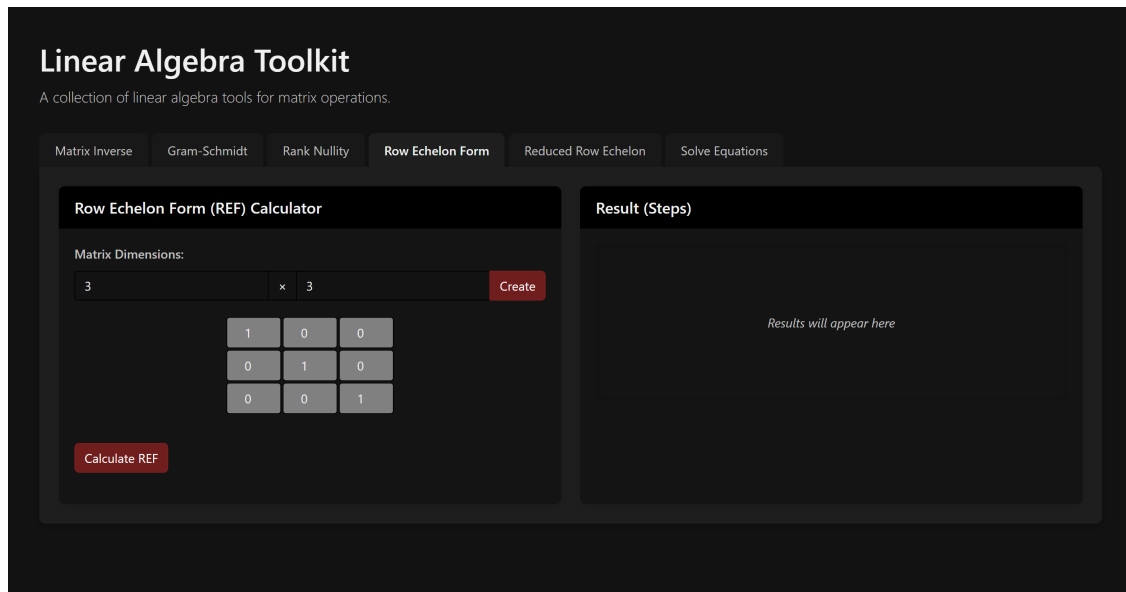 Linear Algebra Toolkit
A collection of linear algebra tools for matrix operations.
Matrix Inverse Gram-Schmidt Rank Nullity Row Echelon Form Reduced Row Echelon Solve Equations
Row Echelon Form (REF) Calculator
Matrix Dimensions:
3 × 3 Create
1 0 0
0 1 0
0 0 1
Calculate REF
Result (Steps)
Results will appear here